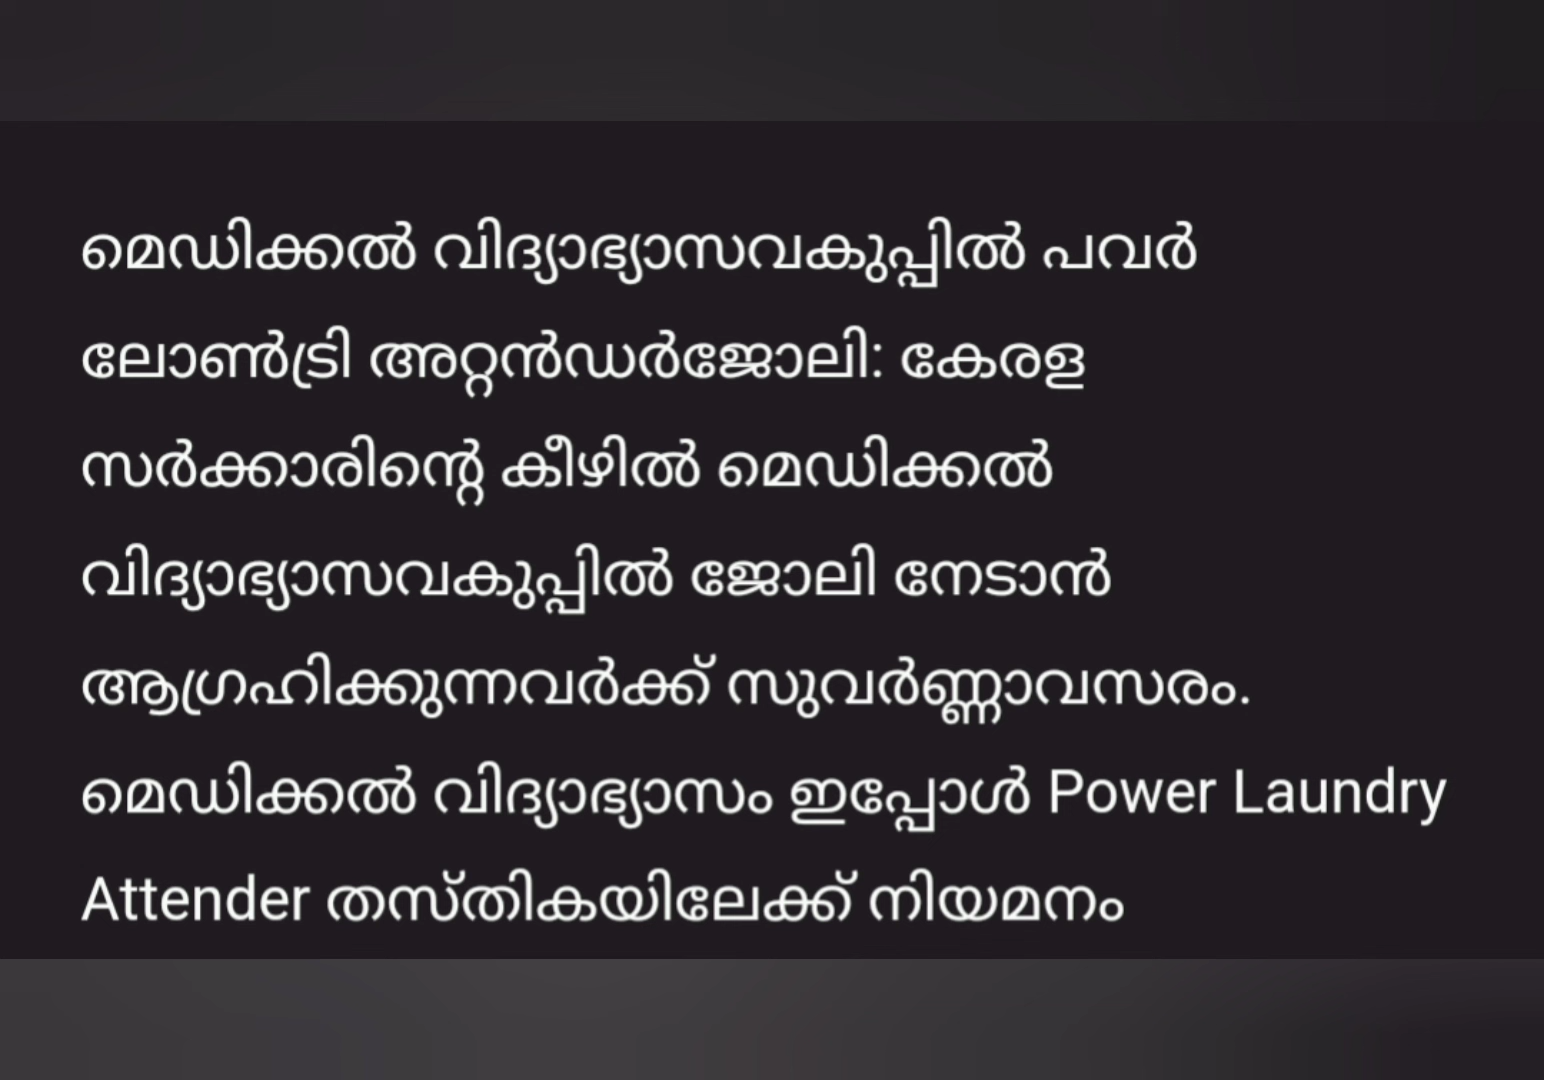 മെഡിക്കൽ വിദ്യാഭ്യാസവകുപ്പിൽ പവർ
ലോൺട്രി അറ്റൻഡർജോലി: കേരള
സർക്കാരിന്റെ കീഴിൽ മെഡിക്കൽ
വിദ്യാഭ്യാസവകുപ്പിൽ ജോലി നേടാൻ
ആഗ്രഹിക്കുന്നവർക്ക് സുവർണ്ണാവസരം.
മെഡിക്കൽ വിദ്യാഭ്യാസം ഇപ്പോൾ Power Laundry
Attender തസ്തികയിലേക്ക് നിയമനം